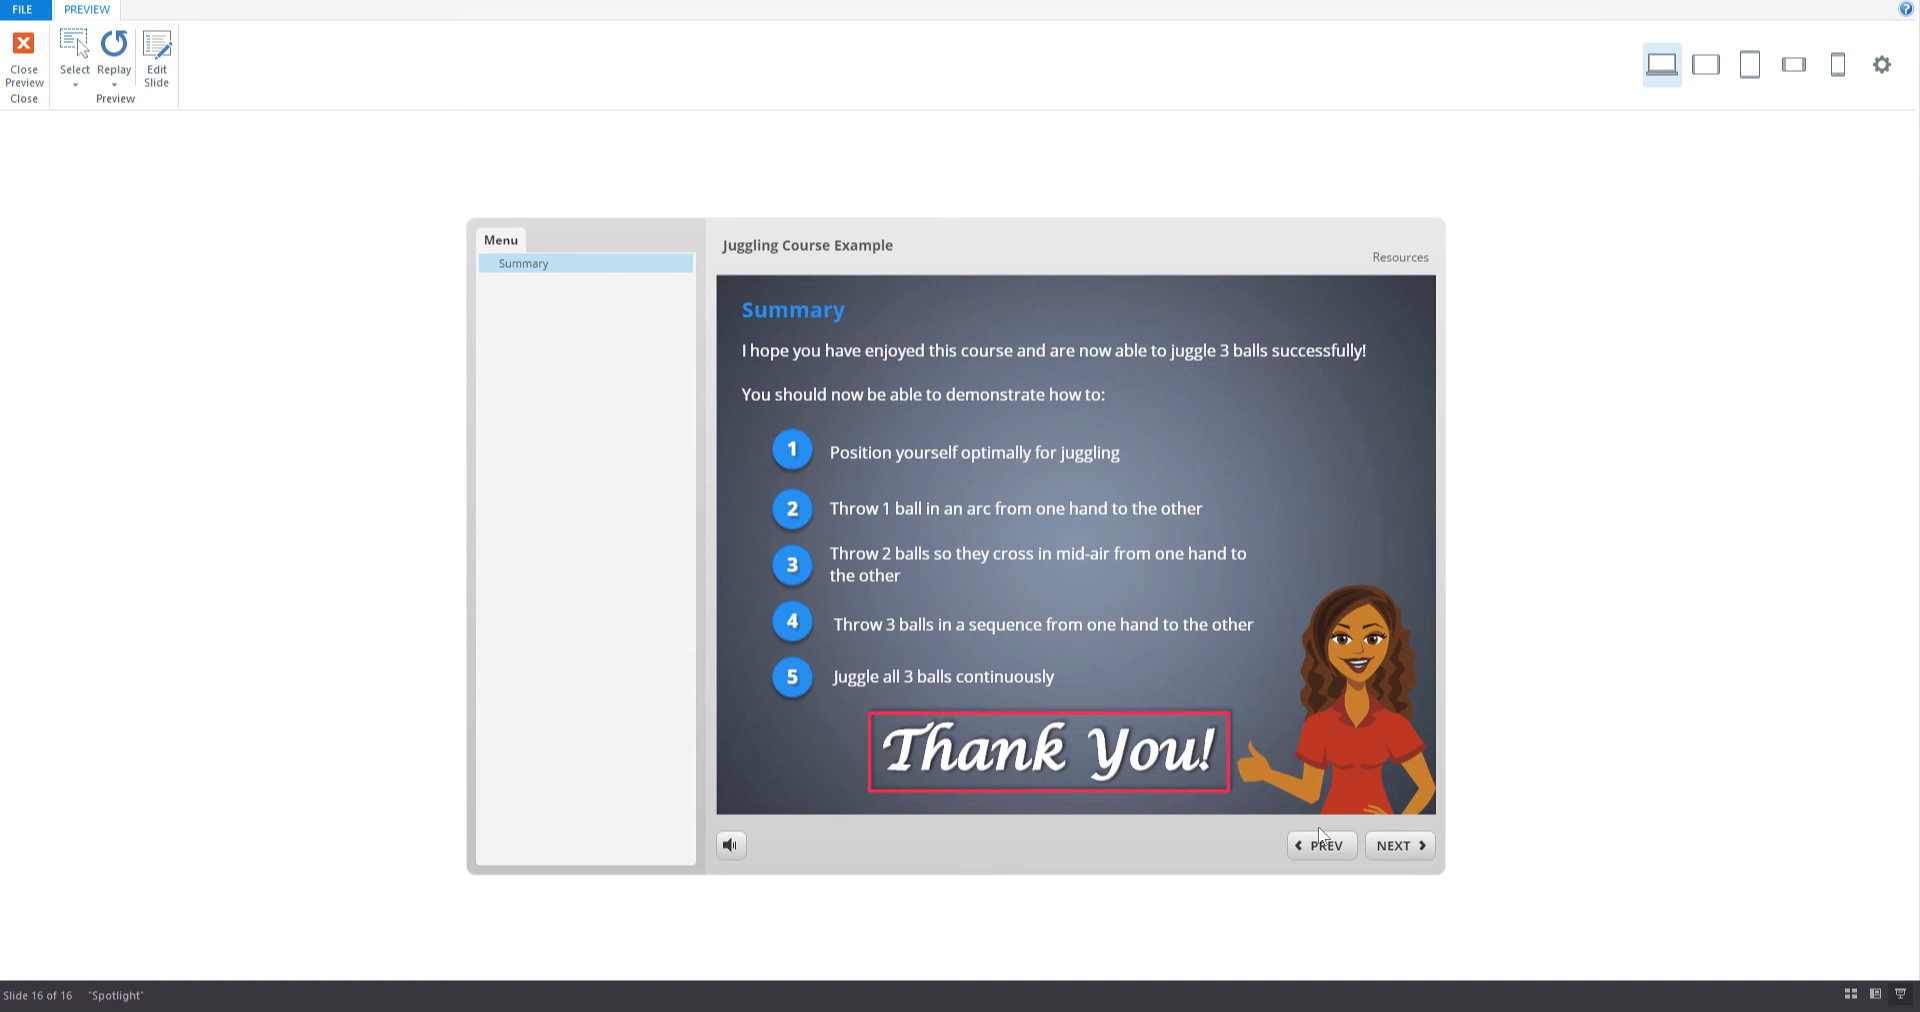 FILE
PREVIEW
Close
Preview
Select
Replay
Edit
Slide
Close
Preview
Menu
Summary
Juggling Course Example
Resources
Summary
I hope you have enjoyed this course and are now able to juggle 3 balls successfully!
You should now be able to demonstrate how to:
1 Position yourself optimally for juggling
2 Throw 1 ball in an arc from one hand to the other
3 Throw 2 balls so they cross in mid-air from one hand to
the other
4 Throw 3 balls in a sequence from one hand to the other
5 Juggle all 3 balls continuously
Thank You!
PREV
NEXT
Slide 16 of 16 "Spotlight"